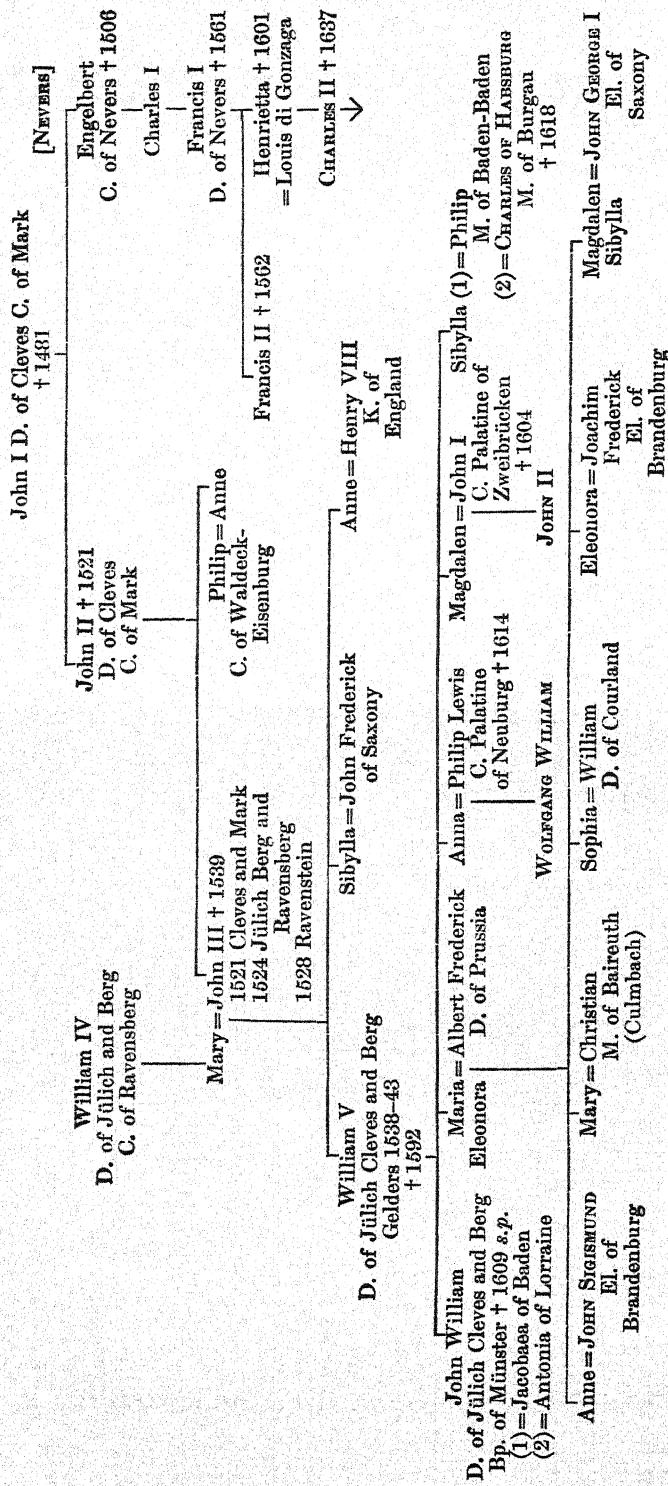 John I D. of Cleves C. of Mark
† 1481
[NEVERS]
William IV
D. of Jülich and Berg
C. of Ravensberg
John II † 1521
D. of Cleves
C. of Mark
Engelbert
C. of Nevers † 1506
Charles I
Francis I
D. of Nevers † 1561
Francis II † 1562
Henrietta † 1601
=Louis di Gonzaga
CHARLES II † 1637
Mary=John III † 1539
1521 Cleves and Mark
1524 Jülich Berg and
Ravensberg
1528 Ravenstein
Philip=Anne
C. of Waldeck-
Eisenburg
William V
D. of Jülich Cleves and Berg
Gelders 1538–43
† 1592
Sibylla=John Frederick
of Saxony
Anne=Henry VIII
K. of
England
John William
D. of Jülich Cleves and Berg
Bp. of Münster † 1609 s.p.
(1)=Jacobaea of Baden
(2)=Antonia of Lorraine
Maria=Albert Frederick
Eleonora D. of Prussia
Anna=Philip Lewis
C. Palatine
of Neuburg † 1614
WOLFGANG WILLIAM
Magdalen=John I
C. Palatine of
Zweibrücken
† 1604
JOHN II
Sibylla (1)=Philip
M. of Baden-Baden
(2)=CHARLES OF HABSBURG
M. of Burgau
† 1618
Anne=JOHN SIGISMUND
El. of
Brandenburg
Mary=Christian
M. of Baireuth
(Culmbach)
Sophia=William
D. of Courland
Eleonora=Joachim
Frederick
El. of
Brandenburg
Magdalen=JOHN GEORGE I
Sibylla El. of
Saxony